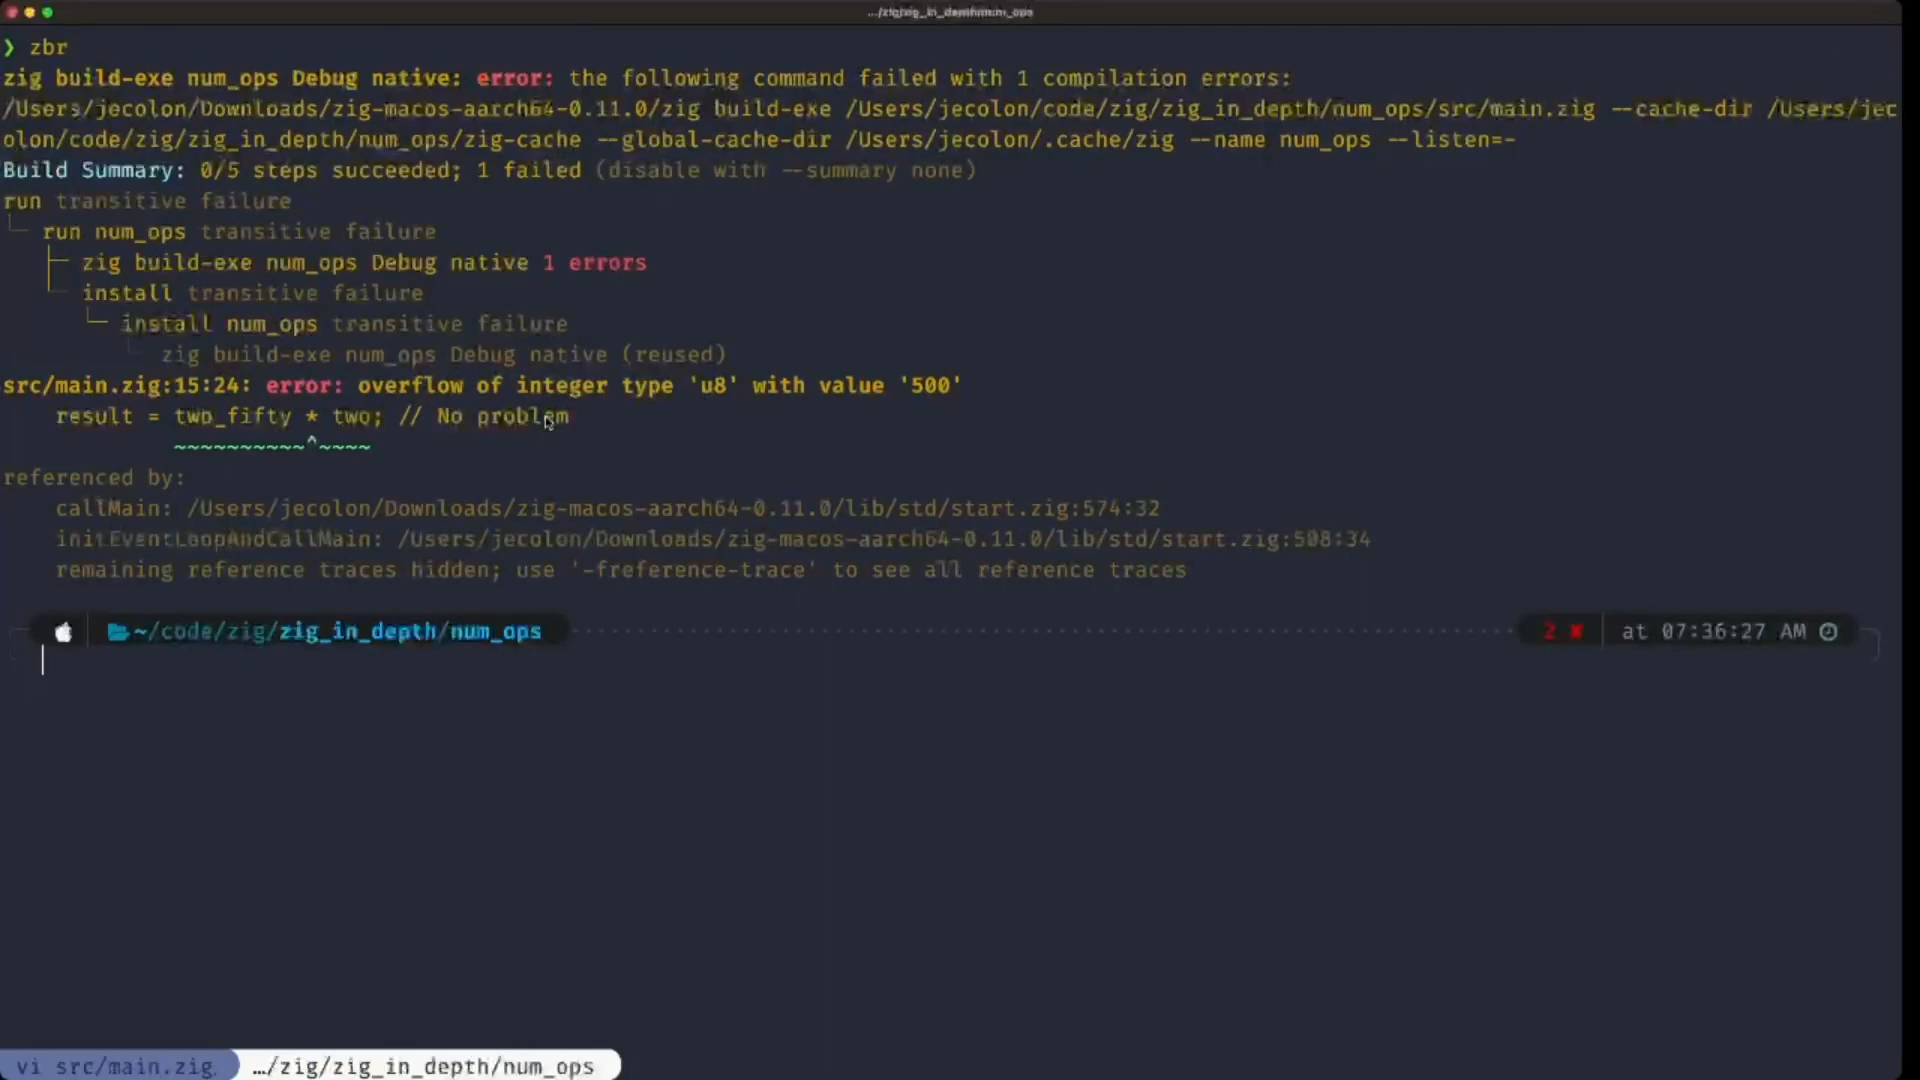 ❯ zbr
zig build-exe num_ops Debug native: error: the following command failed with 1 compilation errors:
/Users/jecolon/Downloads/zig-macos-aarch64-0.11.0/zig build-exe /Users/jecolon/code/zig/zig_in_depth/num_ops/src/main.zig --cache-dir /Users/jec
olon/code/zig/zig_in_depth/num_ops/zig-cache --global-cache-dir /Users/jecolon/.cache/zig --name num_ops --listen=-
Build Summary: 0/5 steps succeeded; 1 failed (disable with --summary none)
run transitive failure
└─ run num_ops transitive failure
├─ zig build-exe num_ops Debug native 1 errors
└─ install transitive failure
└─ install num_ops transitive failure
└─ zig build-exe num_ops Debug native (reused)
src/main.zig:15:24: error: overflow of integer type 'u8' with value '500'
result = two_fifty * two; // No problem
~~~~~~~~~~^~~~~
referenced by:
callMain: /Users/jecolon/Downloads/zig-macos-aarch64-0.11.0/lib/std/start.zig:574:32
initEventLoopAndCallMain: /Users/jecolon/Downloads/zig-macos-aarch64-0.11.0/lib/std/start.zig:508:34
remaining reference traces hidden; use '-freference-trace' to see all reference traces
~/code/zig/zig_in_depth/num_ops 2 ✘ at 07:36:27 AM
vi src/main.zig …/zig/zig_in_depth/num_ops